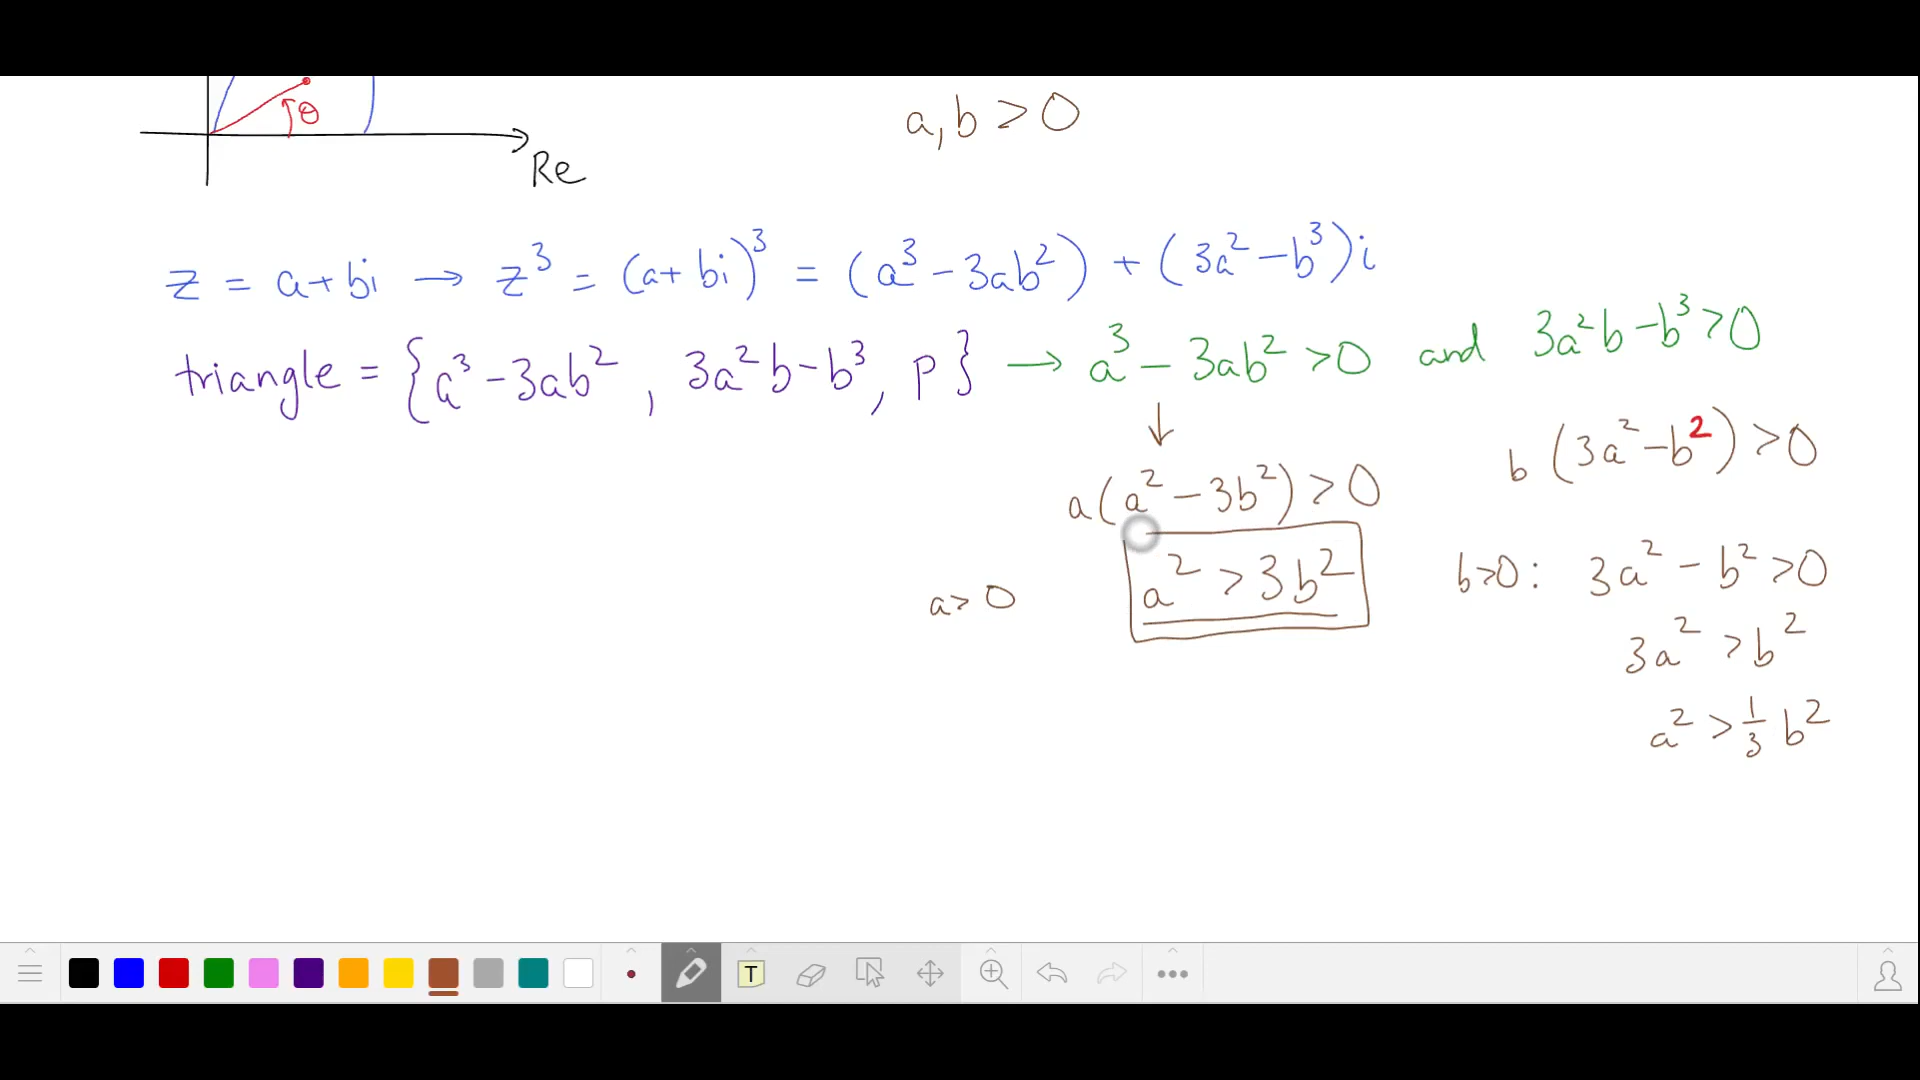 θ
a, b > 0
Re
z = a + bi → z³ = (a + bi)³ = (a³ - 3ab²) + (3a² - b³)i
triangle = {a³ - 3ab², 3a²b - b³, p} → a³ - 3ab² > 0 and 3a²b - b³ > 0
↓
b (3a² - b²) > 0
a(a² - 3b²) > 0
a > 0
a² > 3b²
b > 0: 3a² - b² > 0
3a² > b²
a² > 1/3 b²
T